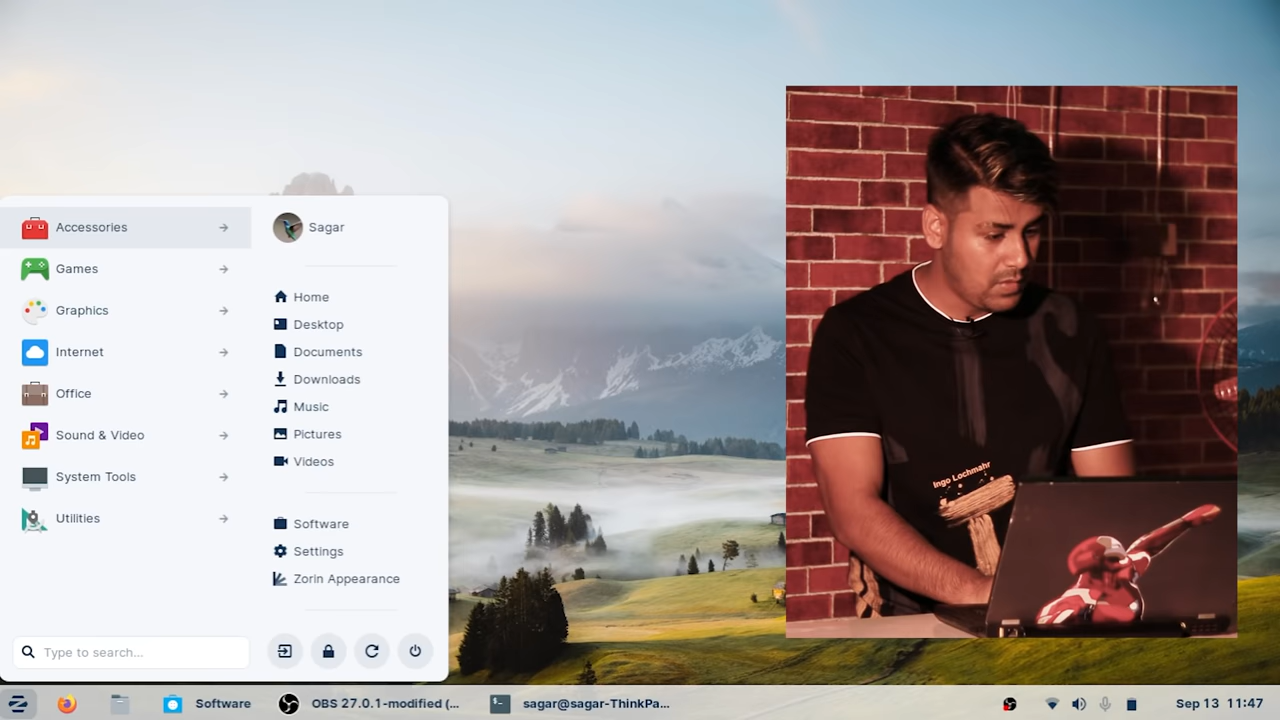 Accessories
Games
Graphics
Internet
Office
Sound & Video
System Tools
Utilities
Type to search...
Sagar
Home
Desktop
Documents
Downloads
Music
Pictures
Videos
Software
Settings
Zorin Appearance
Ingo Lochmahr
Software
OBS 27.0.1-modified (...
sagar@sagar-ThinkPa...
Sep 13 11:47